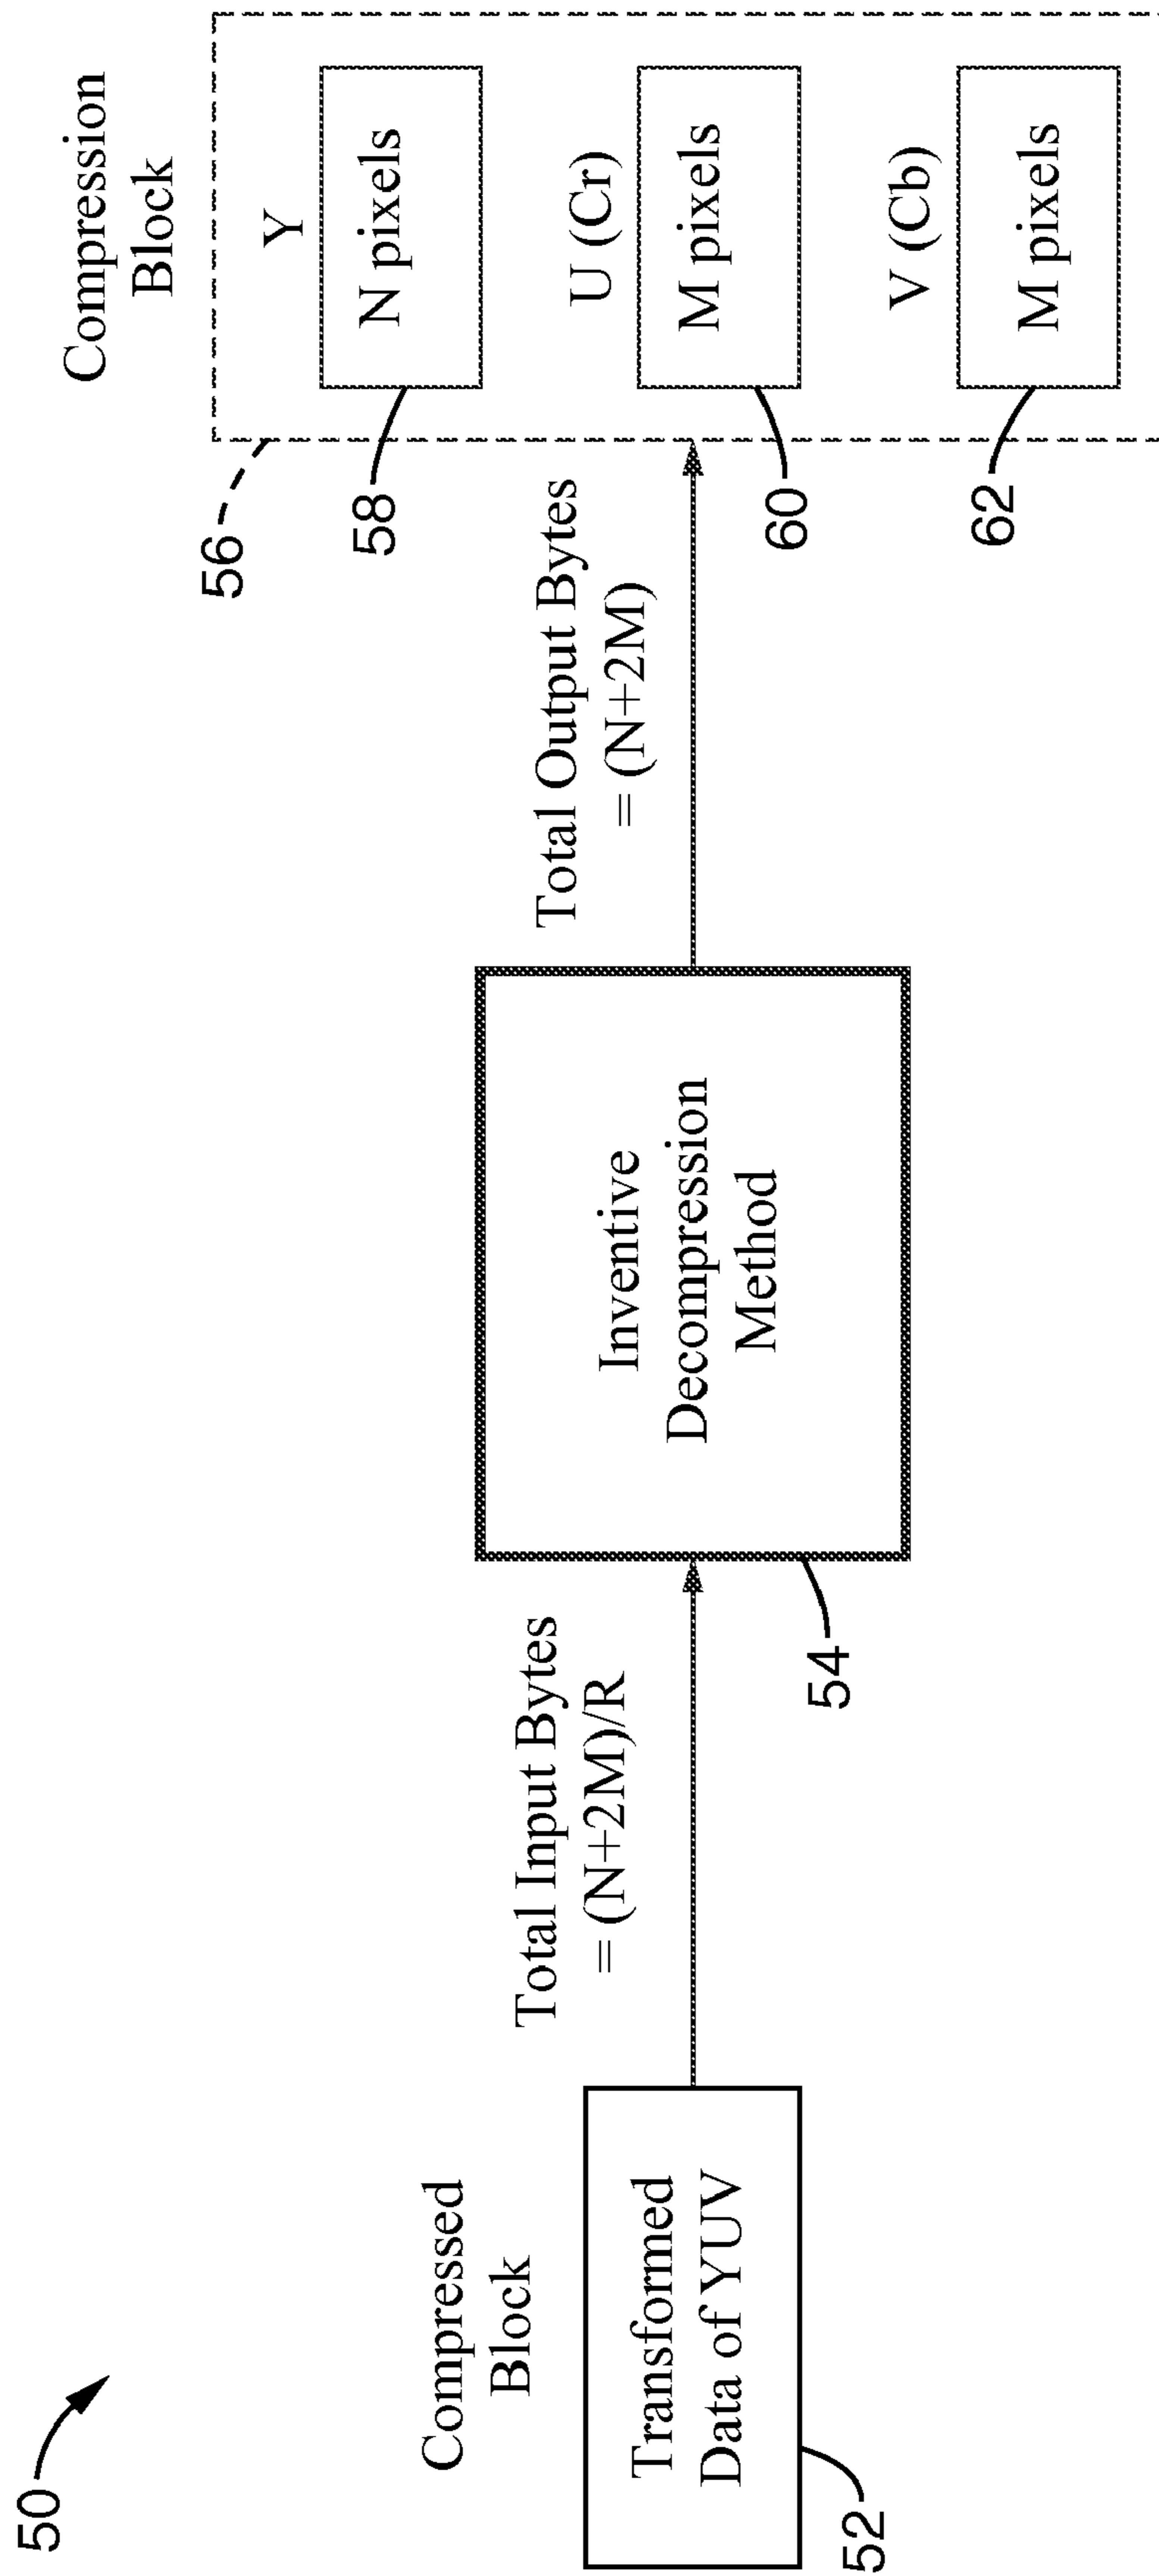 50
Compressed
Block
Transformed
Data of YUV
52
Total Input Bytes
= (N+2M)/R
Inventive
Decompression
Method
54
Total Output Bytes
= (N+2M)
Compression
Block
56
Y
N pixels
58
U (Cr)
M pixels
60
V (Cb)
M pixels
62